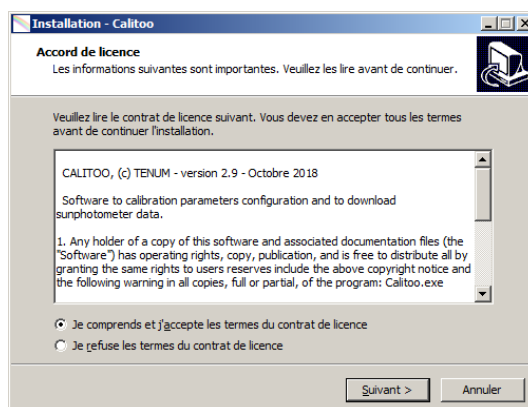 Installation - Calitoo
Accord de licence
Les informations suivantes sont importantes. Veuillez les lire avant de continuer.
Veuillez lire le contrat de licence suivant. Vous devez en accepter tous les termes
avant de continuer l'installation.
CALITOO, (c) TENUM - version 2.9 - Octobre 2018
Software to calibration parameters configuration and to download
sunphotometer data.
1. Any holder of a copy of this software and associated documentation files (the
"Software") has operating rights, copy, publication, and is free to distribute all by
granting the same rights to users reserves include the above copyright notice and
the following warning in all copies, full or partial, of the program: Calitoo.exe
Je comprends et j'accepte les termes du contrat de licence
Je refuse les termes du contrat de licence
Suivant > Annuler